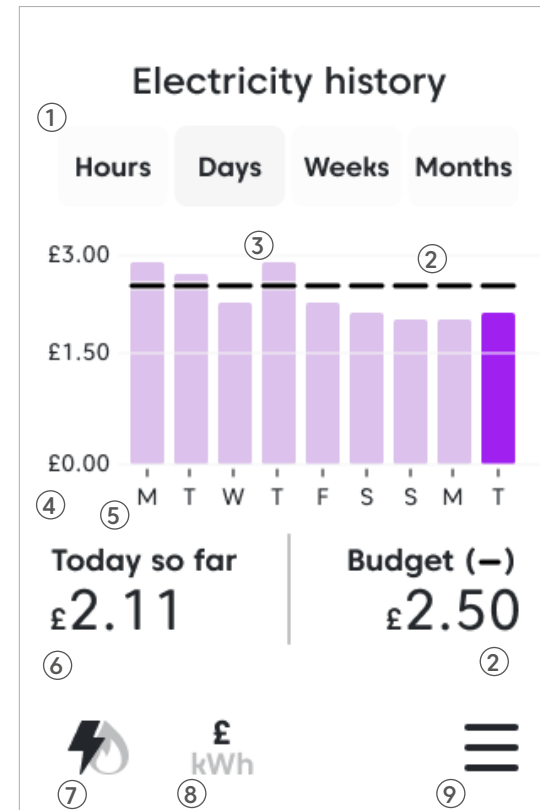 Electricity history
①
Hours Days Weeks Months
③ ②
£3.00
£1.50
£0.00
M T W T F S S M T
④ ⑤
Today so far Budget (–)
£2.11 £2.50
⑥ ②
£
kWh
⑦ ⑧ ⑨